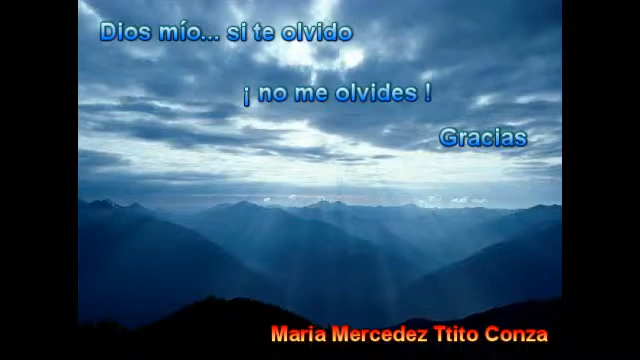 Dios mío... si te olvido
¡ no me olvides !
Gracias
Maria Mercedez Ttito Conza